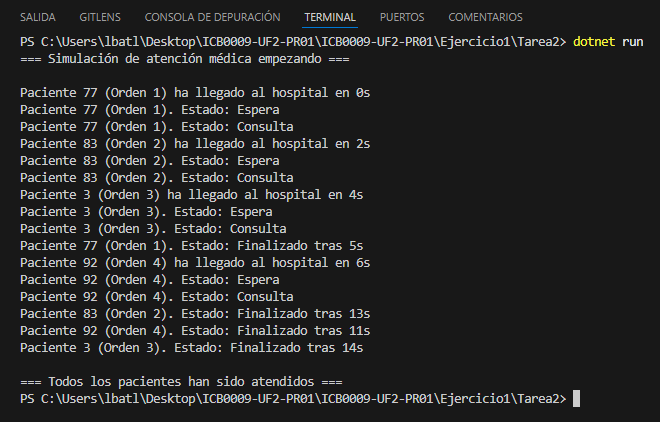 SALIDA GITLENS CONSOLA DE DEPURACIÓN TERMINAL PUERTOS COMENTARIOS
PS C:\Users\lbatl\Desktop\ICB0009-UF2-PR01\ICB0009-UF2-PR01\Ejercicio1\Tarea2> dotnet run
=== Simulación de atención médica empezando ===
Paciente 77 (Orden 1) ha llegado al hospital en 0s
Paciente 77 (Orden 1). Estado: Espera
Paciente 77 (Orden 1). Estado: Consulta
Paciente 83 (Orden 2) ha llegado al hospital en 2s
Paciente 83 (Orden 2). Estado: Espera
Paciente 83 (Orden 2). Estado: Consulta
Paciente 3 (Orden 3) ha llegado al hospital en 4s
Paciente 3 (Orden 3). Estado: Espera
Paciente 3 (Orden 3). Estado: Consulta
Paciente 77 (Orden 1). Estado: Finalizado tras 5s
Paciente 92 (Orden 4) ha llegado al hospital en 6s
Paciente 92 (Orden 4). Estado: Espera
Paciente 92 (Orden 4). Estado: Consulta
Paciente 83 (Orden 2). Estado: Finalizado tras 13s
Paciente 92 (Orden 4). Estado: Finalizado tras 11s
Paciente 3 (Orden 3). Estado: Finalizado tras 14s
=== Todos los pacientes han sido atendidos ===
PS C:\Users\lbatl\Desktop\ICB0009-UF2-PR01\ICB0009-UF2-PR01\Ejercicio1\Tarea2>